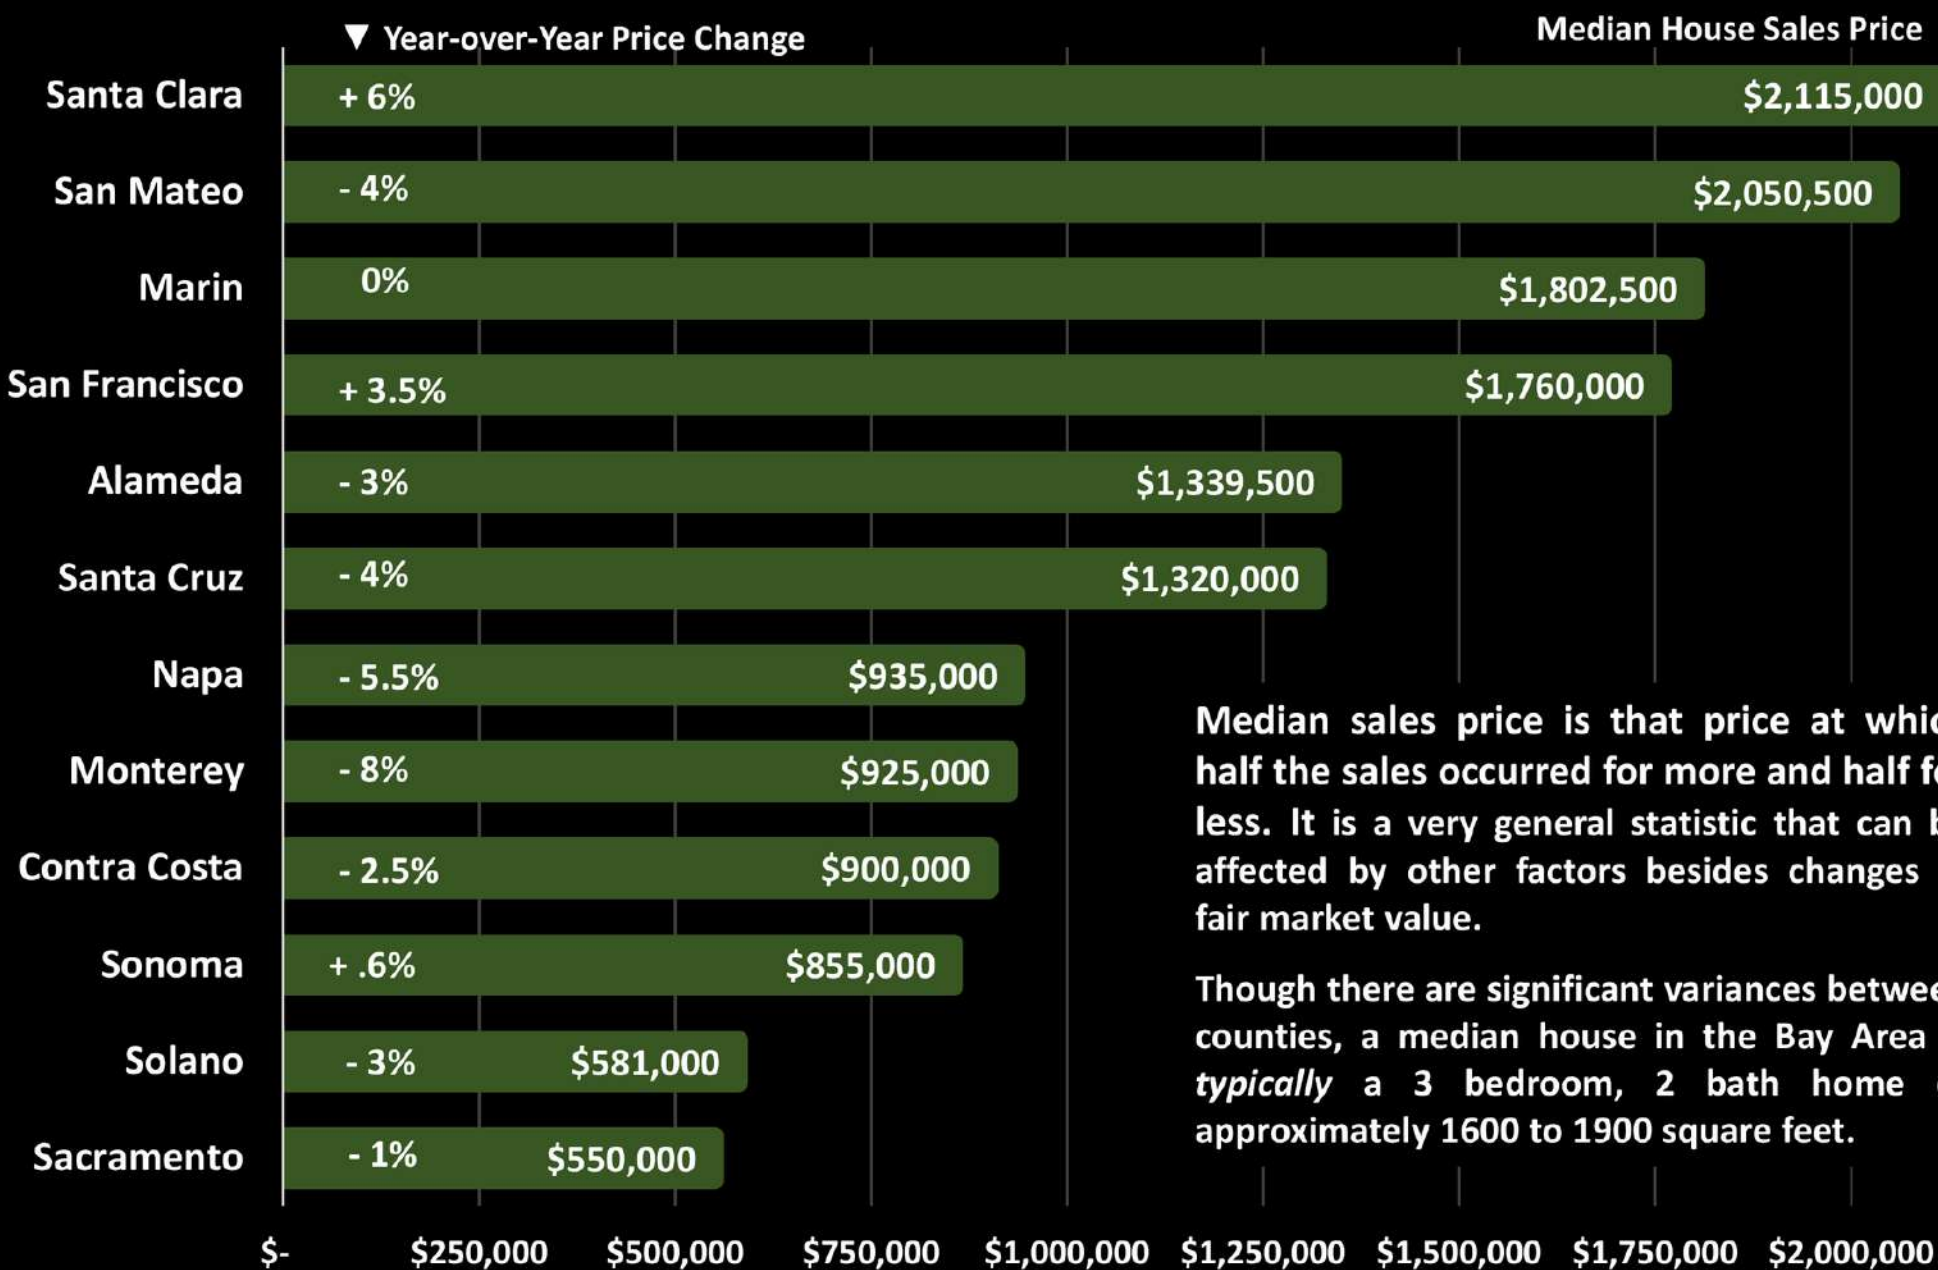 ▼ Year-over-Year Price Change Median House Sales Price
Santa Clara + 6% $2,115,000
San Mateo - 4% $2,050,500
Marin 0% $1,802,500
San Francisco + 3.5% $1,760,000
Alameda - 3% $1,339,500
Santa Cruz - 4% $1,320,000
Napa - 5.5% $935,000
Monterey - 8% $925,000
Contra Costa - 2.5% $900,000
Sonoma + .6% $855,000
Solano - 3% $581,000
Sacramento - 1% $550,000
Median sales price is that price at
half the sales occurred for more and half
less. It is a very general statistic that can
affected by other factors besides changes
fair market value.
Though there are significant variances
counties, a median house in the Bay Area
typically a 3 bedroom, 2 bath home
approximately 1600 to 1900 square feet.
$- $250,000 $500,000 $750,000 $1,000,000 $1,250,000 $1,500,000 $1,750,000 $2,000,000